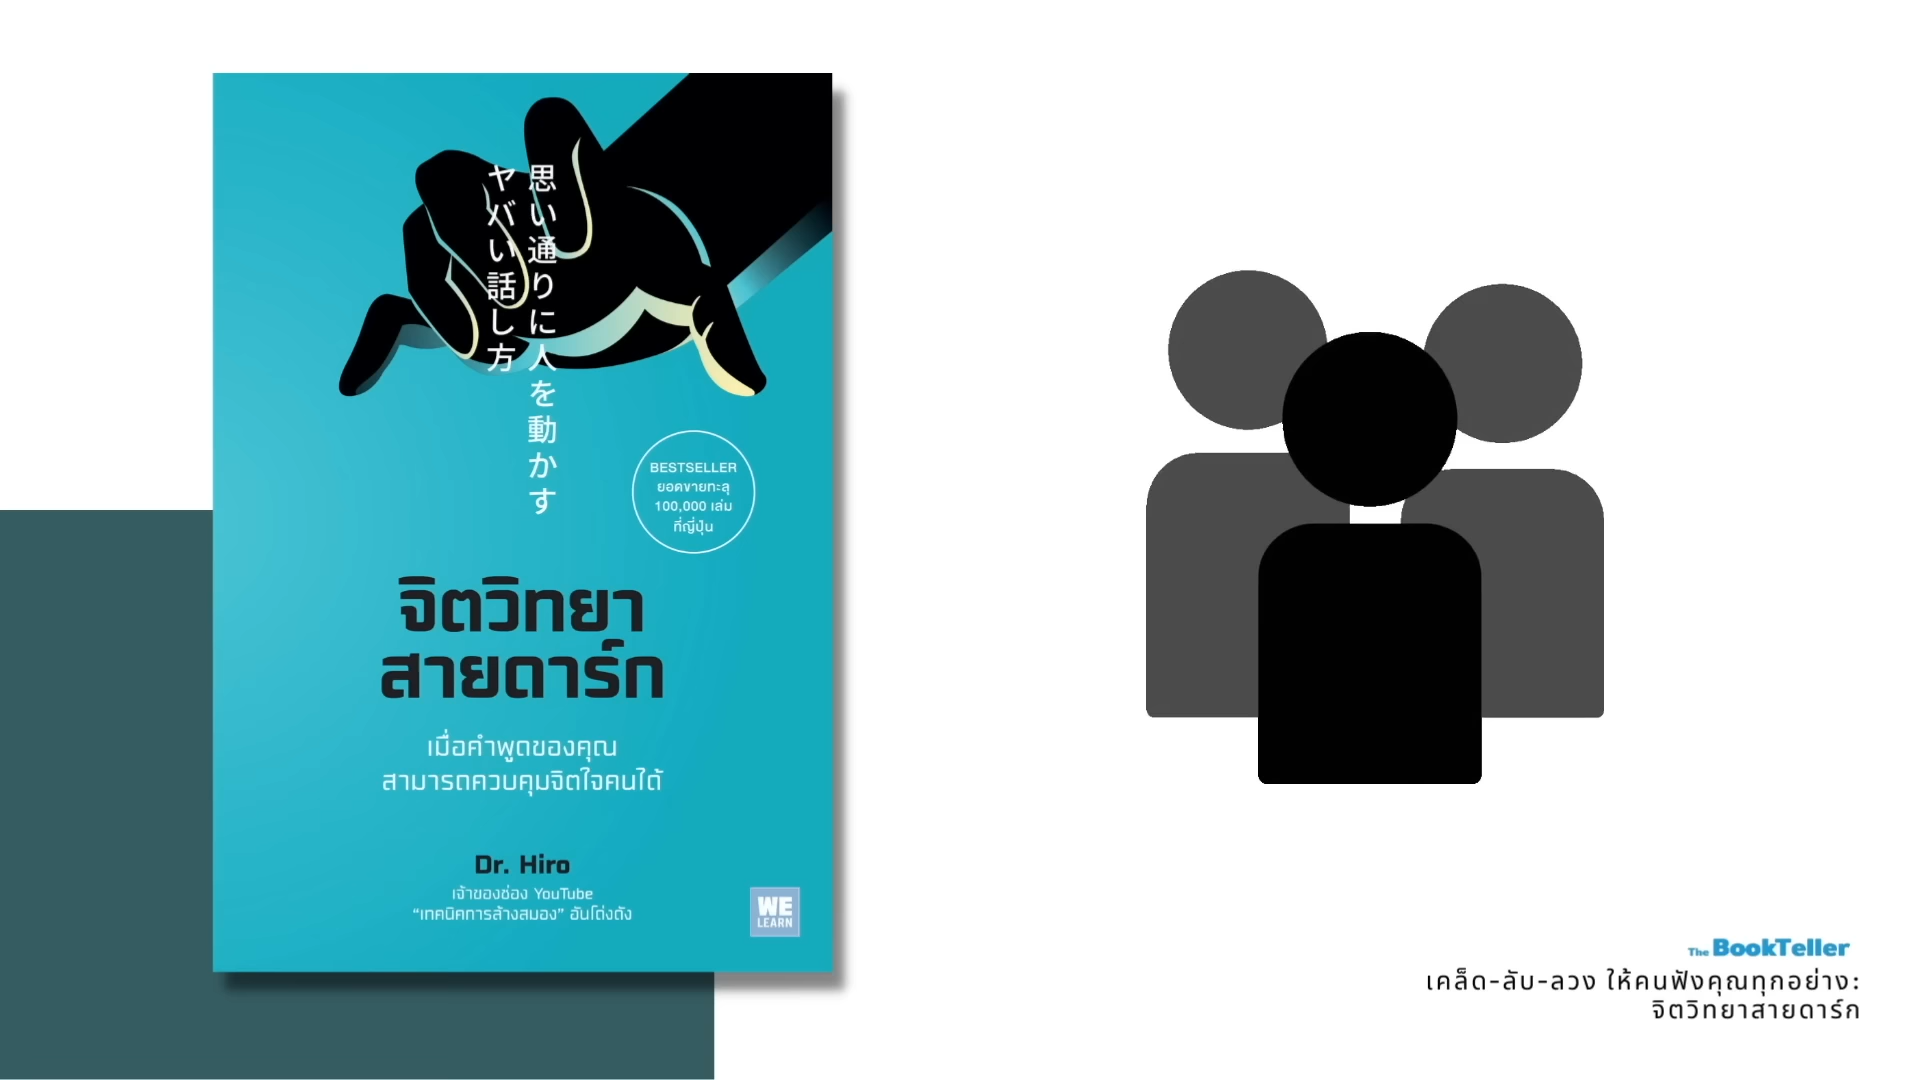 思い通りに人を動かす
ヤバい話し方
BESTSELLER
ยอดขายทะลุ
100,000 เล่ม
ที่ญี่ปุ่น
จิตวิทยา
สายดาร์ก
เมื่อคำพูดของคุณ
สามารถควบคุมจิตใจคนได้
Dr. Hiro
เจ้าของช่อง YouTube
“เทคนิคการล้างสมอง” อันโด่งดัง
WE
LEARN
The BookTeller
เคล็ด-ลับ-ลวง ให้คนฟังคุณทุกอย่าง:
จิตวิทยาสายดาร์ก